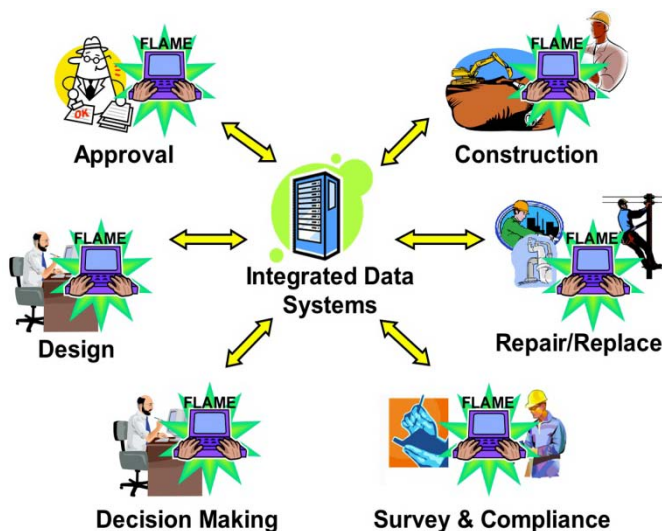 FLAME
OK
Approval
FLAME
Construction
FLAME
Design
Integrated Data
Systems
FLAME
Repair/Replace
FLAME
Decision Making
FLAME
Survey & Compliance